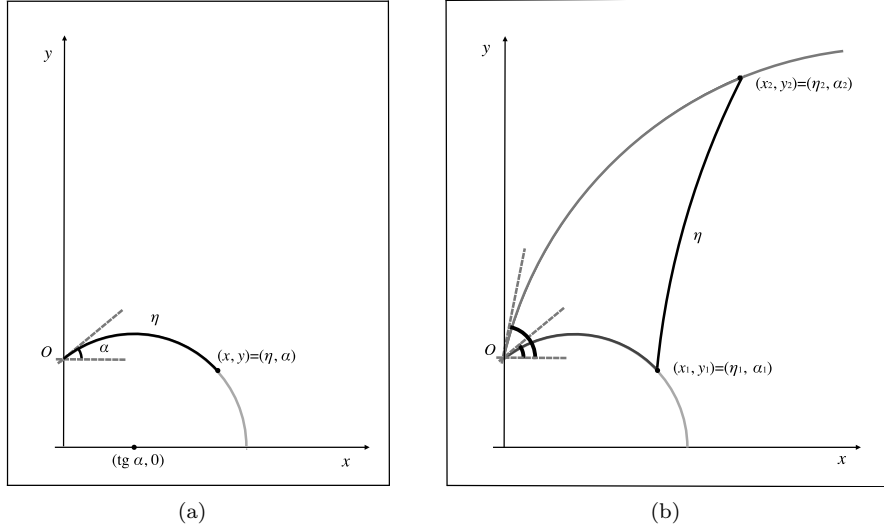 y
η
O
α
(x, y)=(η, α)
(tg α, 0)
x
(a)
y
(x₂, y₂)=(η₂, α₂)
η
O
(x₁, y₁)=(η₁, α₁)
x
(b)